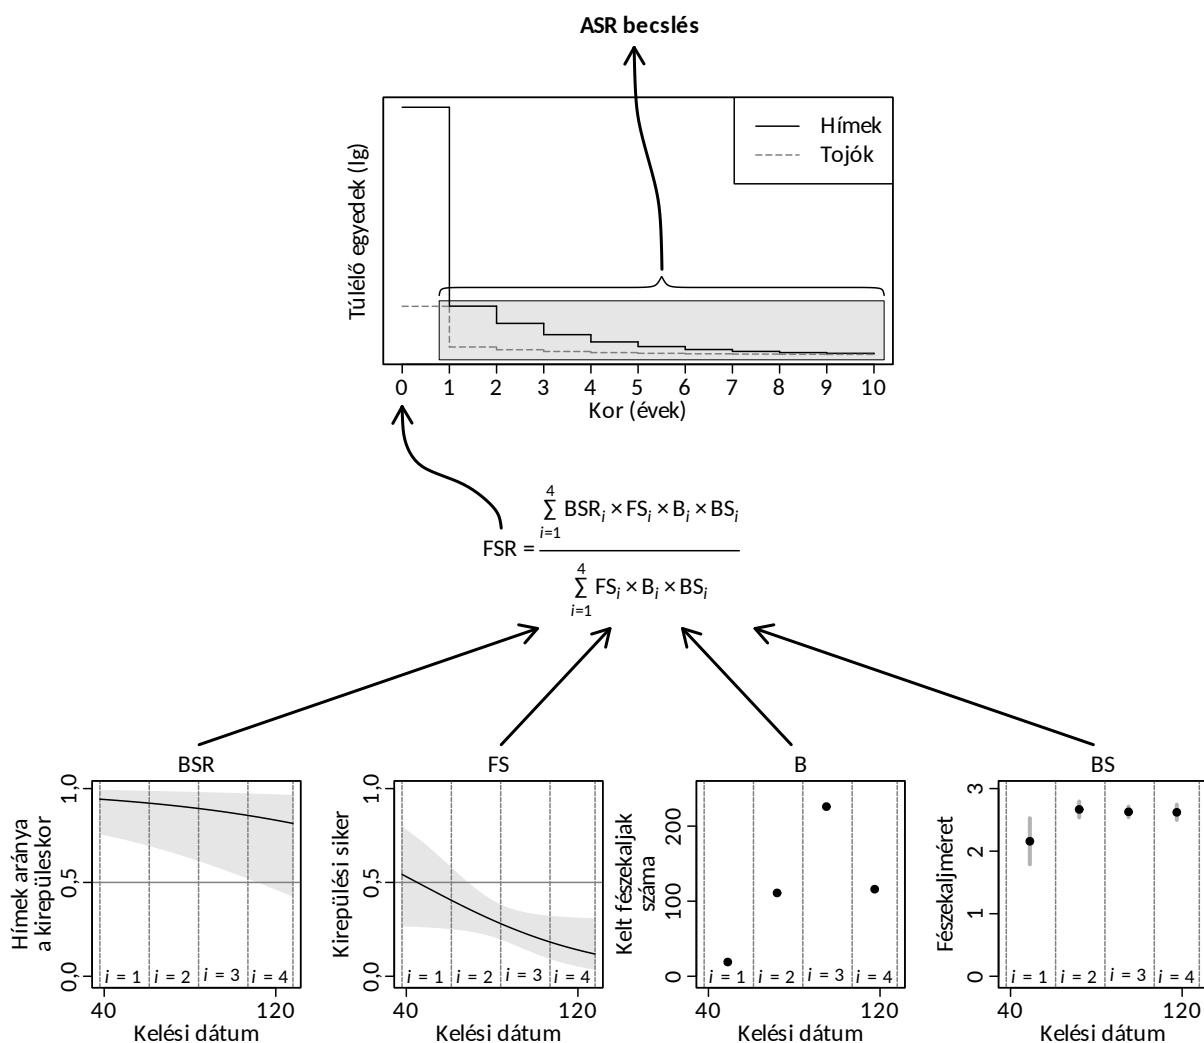 ASR becslés
Hímek
Tojók
Túlélő egyedek (lg)
0 1 2 3 4 5 6 7 8 9 10
Kor (évek)
4
Σ BSRi × FSi × Bi × BSi
i=1
FSR =
4
Σ FSi × Bi × BSi
i=1
BSR
Hímek aránya
a kirepüleskor
1,0
0,5
0,0
i = 1 i = 2 i = 3 i = 4
40 120
Kelési dátum
FS
Kirepülési siker
1,0
0,5
0,0
i = 1 i = 2 i = 3 i = 4
40 120
Kelési dátum
B
Kelt fészekaljak
száma
200
100
0
i = 1 i = 2 i = 3 i = 4
40 120
Kelési dátum
BS
Fészekaljméret
3
2
1
0
i = 1 i = 2 i = 3 i = 4
40 120
Kelési dátum